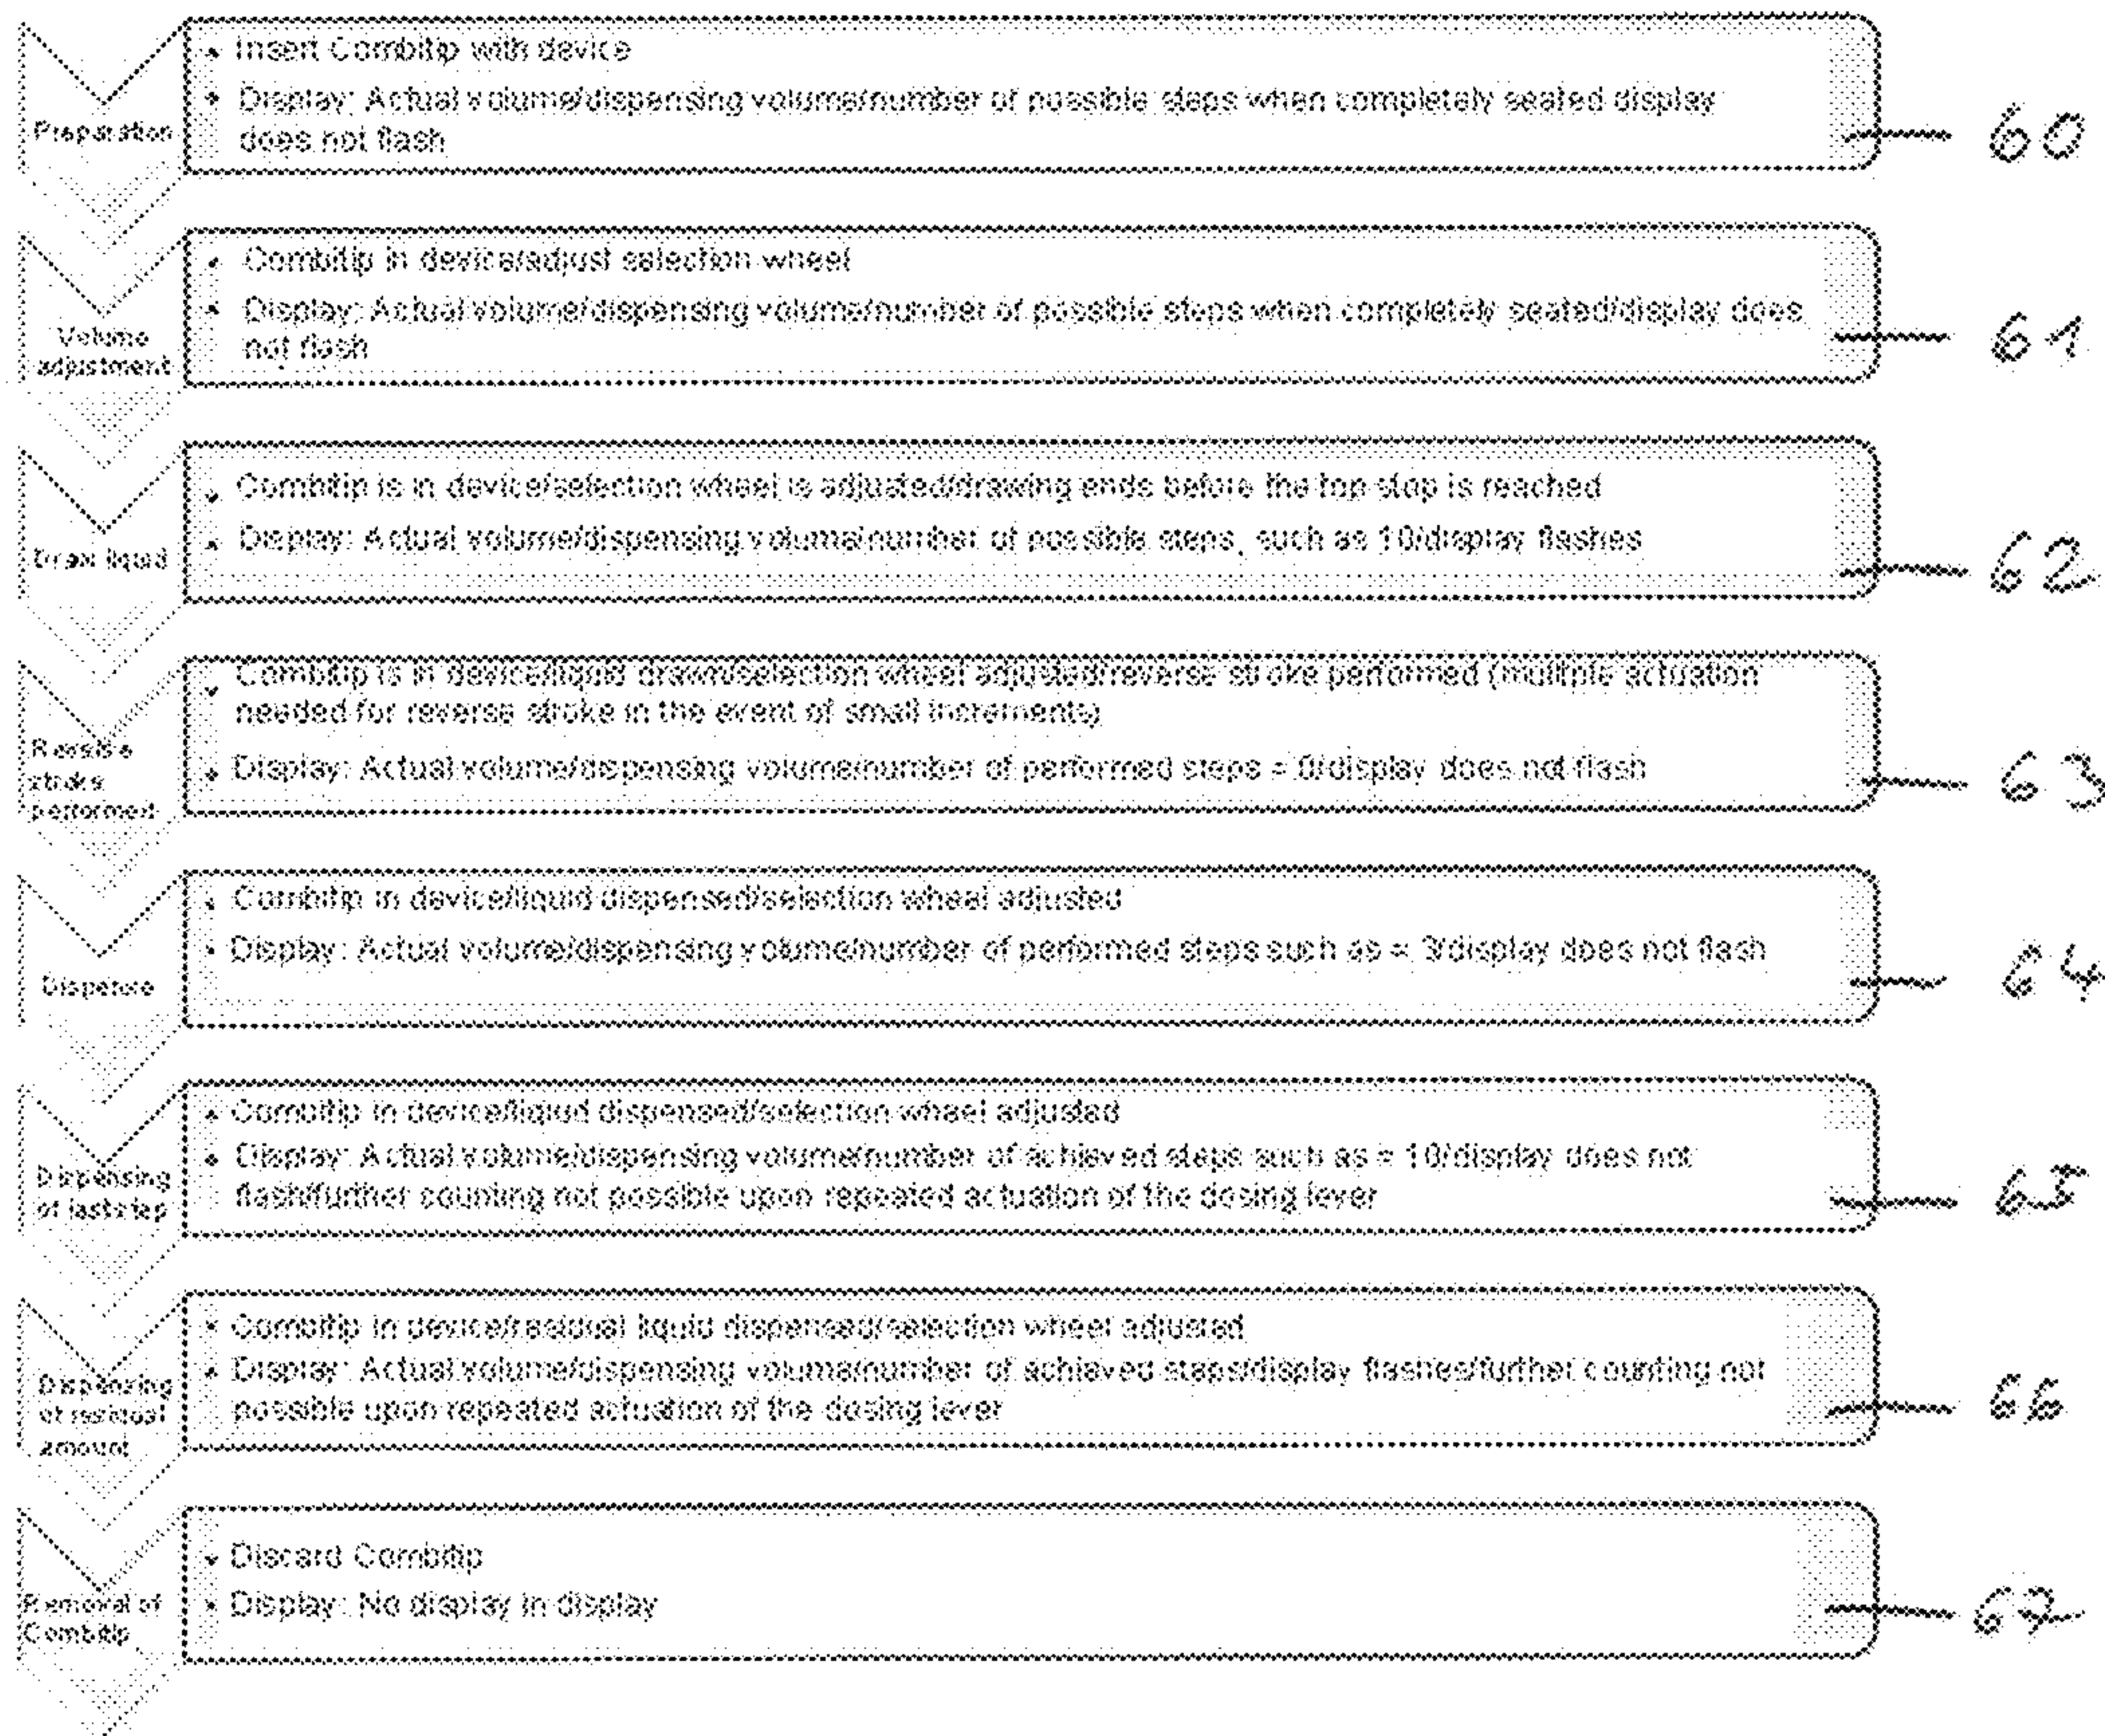 Preparation
• Insert Combitip with device
• Display: Actual volume/dispensing volume/number of possible steps when completely seated display
does not flash
60
Volume
adjustment
• Combitip in device/adjust selection wheel
• Display: Actual volume/dispensing volume/number of possible steps when completely seated/display does
not flash
61
Draw liquid
• Combitip is in device/selection wheel is adjusted/drawing ends before the top stop is reached
• Display: Actual volume/dispensing volume/number of possible steps, such as 10/display flashes
62
Reverse
stroke
performed
• Combitip is in device/liquid drawn/selection wheel adjusted/reverse stroke performed (multiple actuation
needed for reverse stroke in the event of small increments)
• Display: Actual volume/dispensing volume/number of performed steps = 0/display does not flash
63
Dispense
• Combitip in device/liquid dispensed/selection wheel adjusted
• Display: Actual volume/dispensing volume/number of performed steps such as = 3/display does not flash
64
Dispensing
of last step
• Combitip in device/liqiud dispensed/selection wheel adjusted
• Display: Actual volume/dispensing volume/number of achieved steps such as = 10/display does not
flash/further counting not possible upon repeated actuation of the dosing lever
65
Dispensing
of residual
amount
• Combitip in device/residual liquid dispensed/selection wheel adjusted
• Display: Actual volume/dispensing volume/number of achieved steps/display flashes/further counting not
possible upon repeated actuation of the dosing lever
66
Removal of
Combitip
• Discard Combitip
• Display: No display in display
67